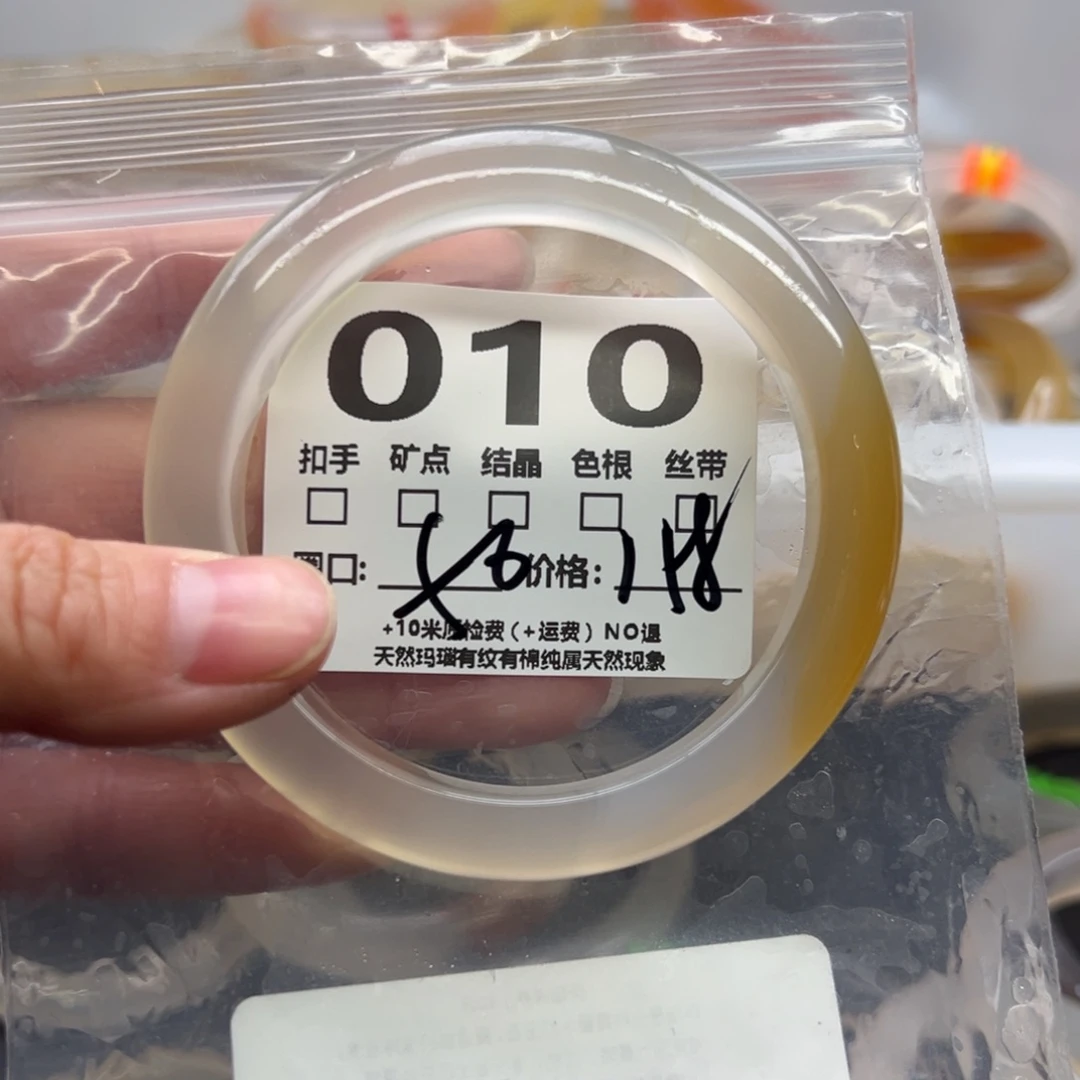 010
扣手 矿点 结晶 色根 丝带
圈口: 价格:
+10米质检费(+运费) NO退
天然玛瑙有纹有棉纯属天然现象